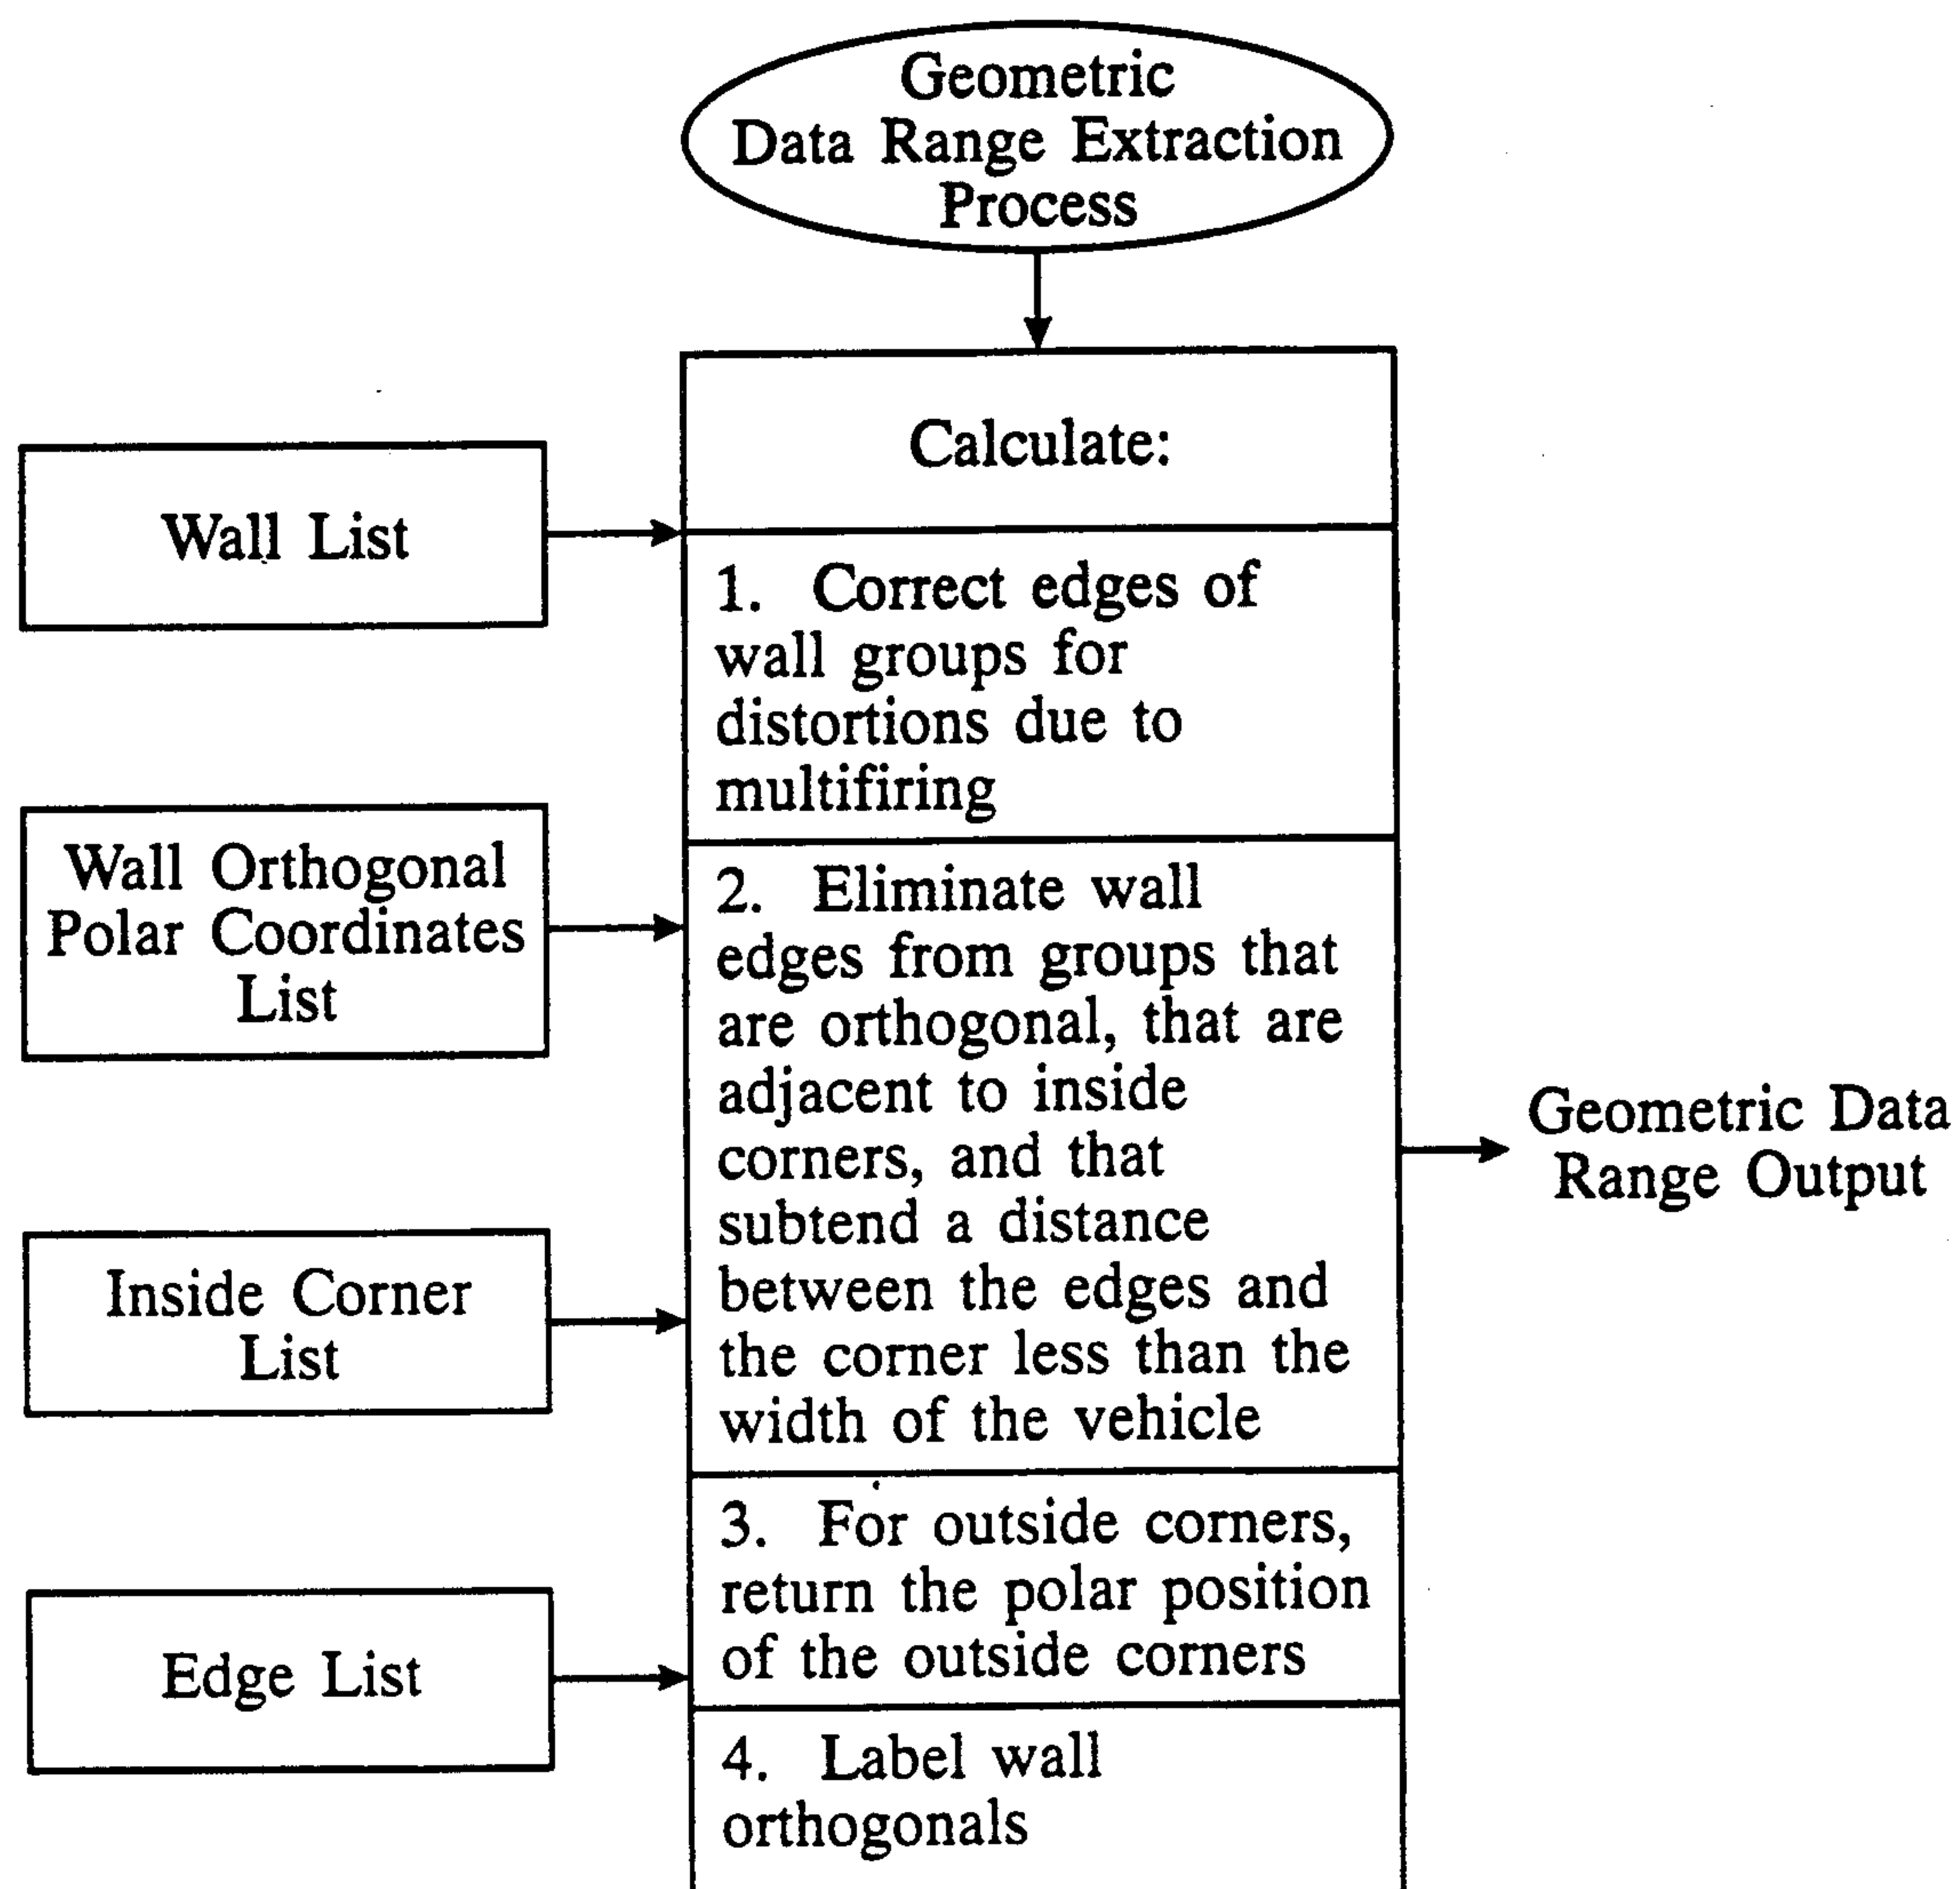 Geometric
Data Range Extraction
Process
Calculate:
Wall List
1. Correct edges of
wall groups for
distortions due to
multifiring
Wall Orthogonal
Polar Coordinates
List
2. Eliminate wall
edges from groups that
are orthogonal, that are
adjacent to inside
corners, and that
subtend a distance
between the edges and
the corner less than the
width of the vehicle
Geometric Data
Range Output
Inside Corner
List
3. For outside corners,
return the polar position
of the outside corners
Edge List
4. Label wall
orthogonals